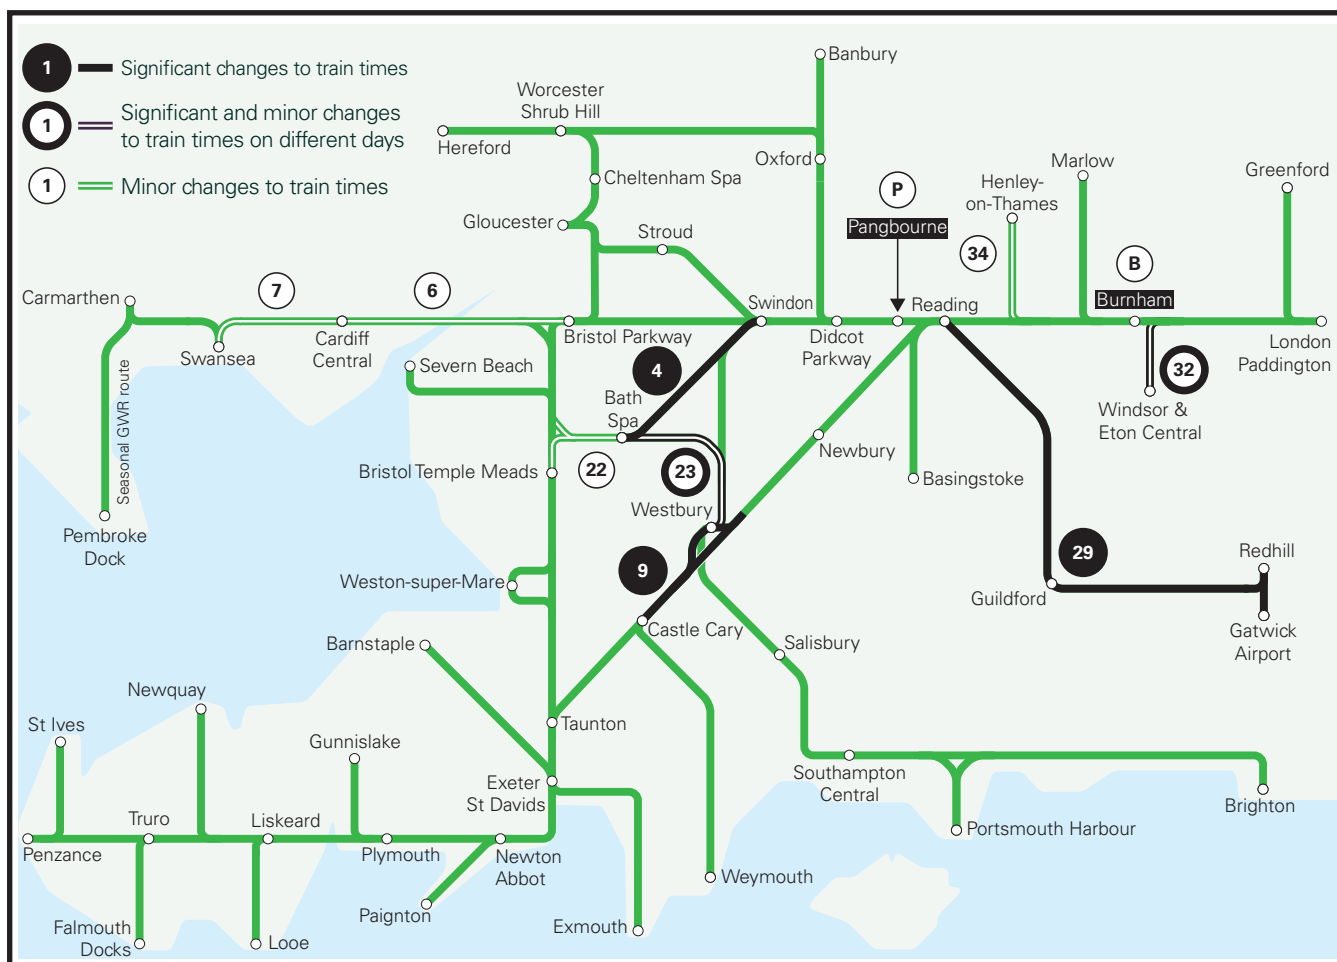 1 Significant changes to train times
1 Significant and minor changes
to train times on different days
1 Minor changes to train times
Banbury
Worcester
Shrub Hill
Hereford
Oxford
Cheltenham Spa
Gloucester
Stroud
P
Pangbourne
Henley-
on-Thames
34
Marlow
Greenford
B
Burnham
Carmarthen
7
6
Swansea
Cardiff
Central
Bristol Parkway
Swindon
Didcot
Parkway
Reading
London
Paddington
32
Windsor &
Eton Central
Severn Beach
4
Bath
Spa
Seasonal GWR route
Bristol Temple Meads
22
23
Newbury
Basingstoke
Westbury
Pembroke
Dock
Weston-super-Mare
9
29
Redhill
Guildford
Gatwick
Airport
Castle Cary
Barnstaple
Salisbury
Newquay
St Ives
Gunnislake
Taunton
Exeter
St Davids
Southampton
Central
Brighton
Portsmouth Harbour
Penzance
Truro
Liskeard
Plymouth
Newton
Abbot
Weymouth
Paignton
Exmouth
Falmouth
Docks
Looe